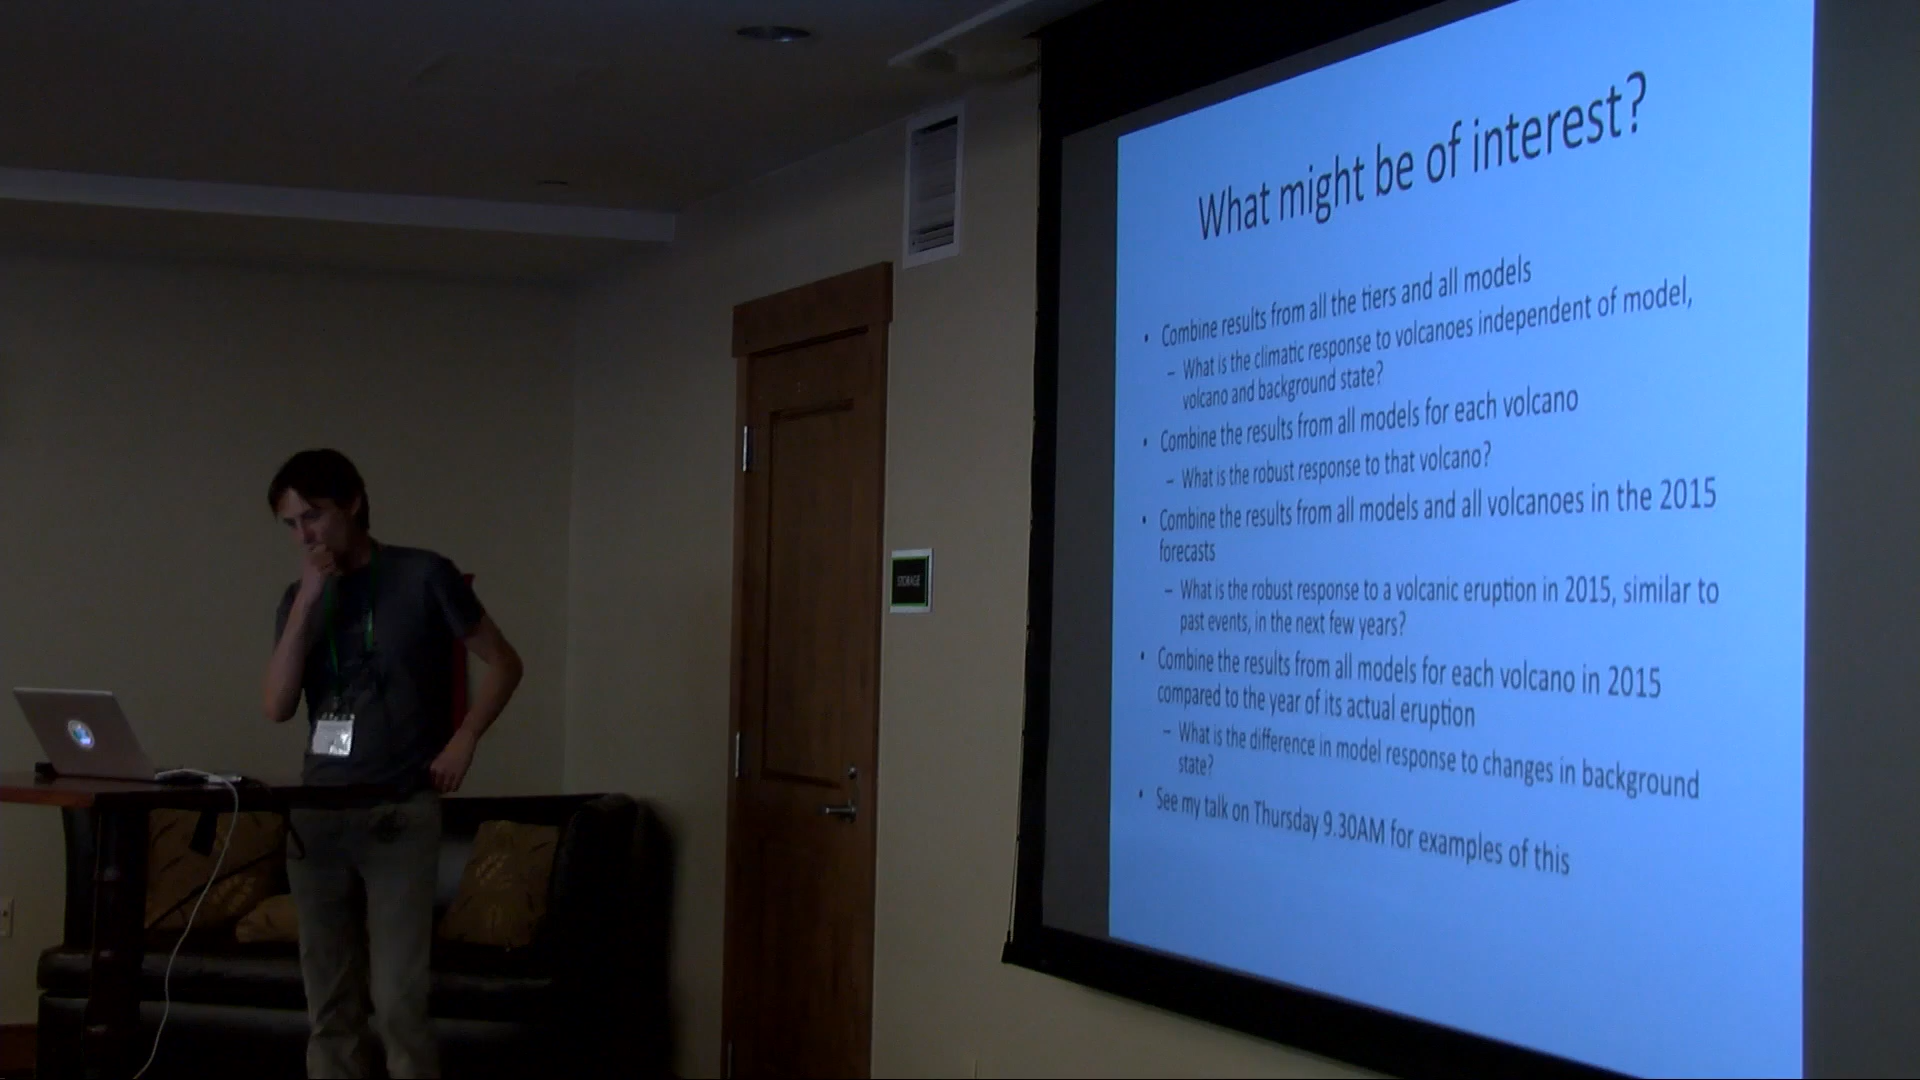 What might be of interest?
• Combine results from all the tiers and all models
– What is the climatic response to volcanoes independent of model,
volcano and background state?
• Combine the results from all models for each volcano
– What is the robust response to that volcano?
• Combine the results from all models and all volcanoes in the 2015
forecasts
– What is the robust response to a volcanic eruption in 2015, similar to
past events, in the next few years?
• Combine the results from all models for each volcano in 2015
compared to the year of its actual eruption
– What is the difference in model response to changes in background
state?
• See my talk on Thursday 9.30AM for examples of this
STORAGE